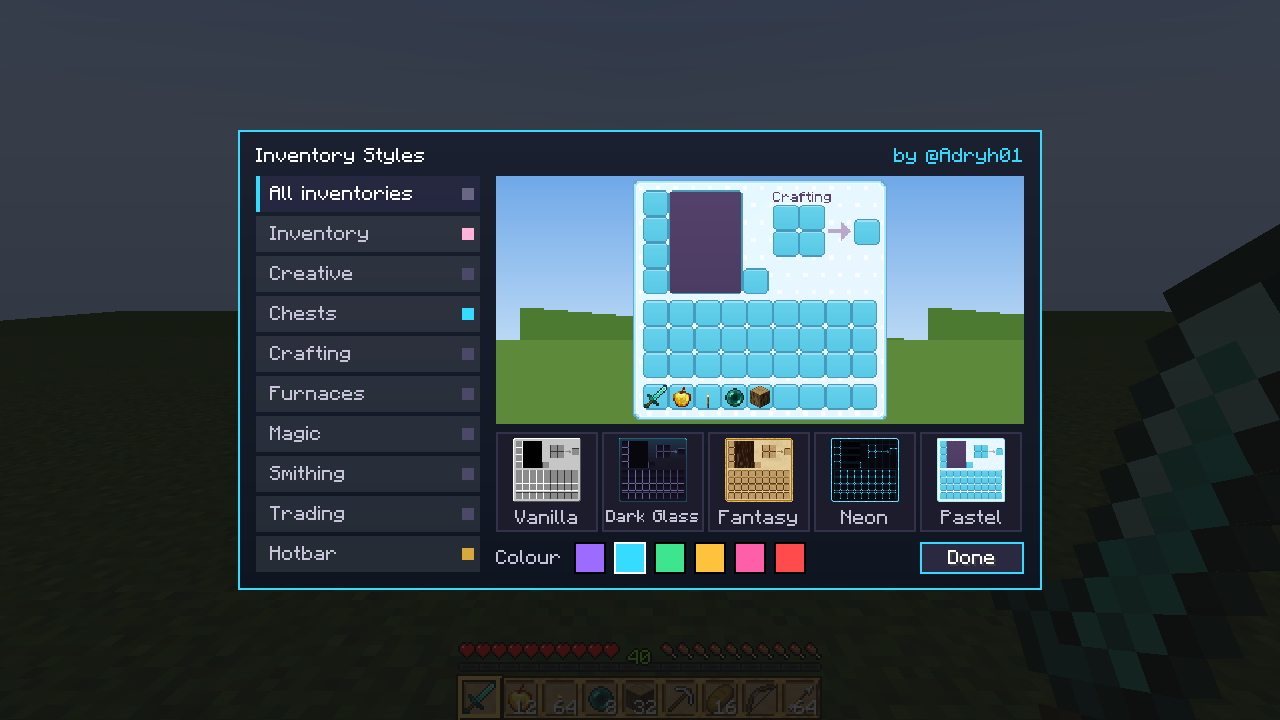 Inventory Styles
by @Adryh01
All inventories
Inventory
Creative
Chests
Crafting
Furnaces
Magic
Smithing
Trading
Hotbar
Crafting
Vanilla
Dark Glass
Fantasy
Neon
Pastel
Colour
Done
40
12
64
8
32
16
64